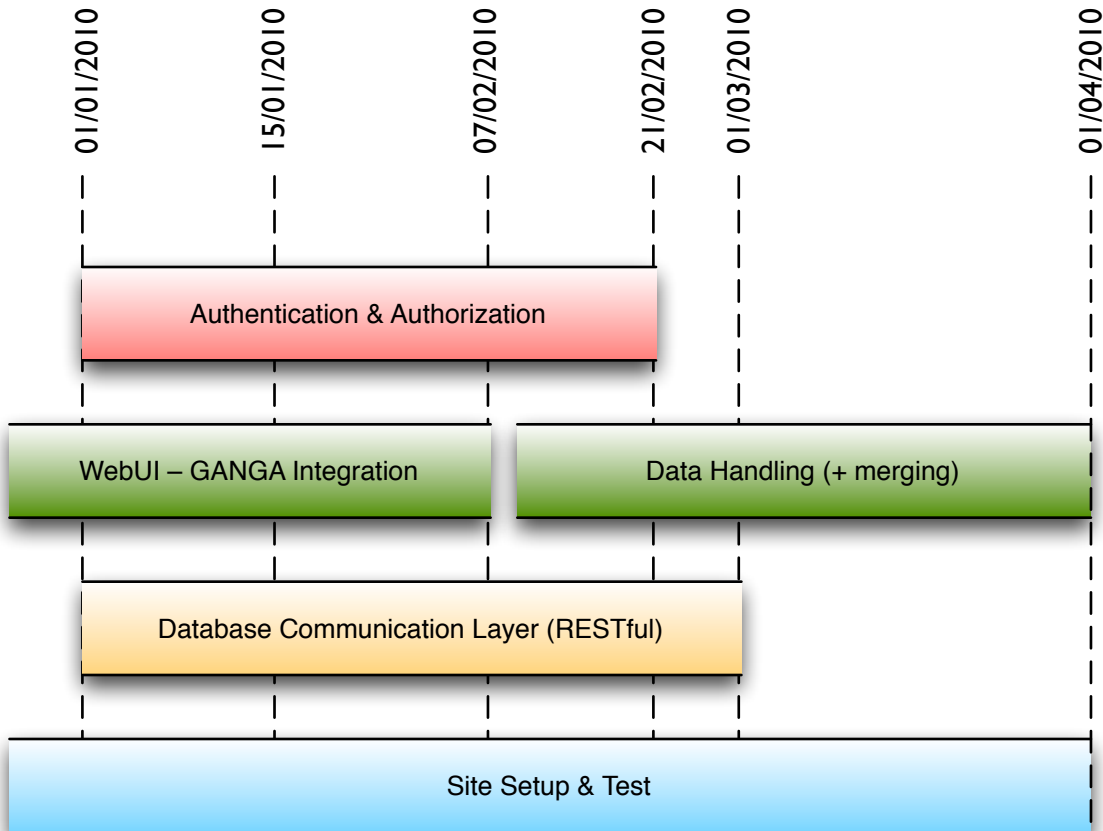 01/01/2010
15/01/2010
07/02/2010
21/02/2010
01/03/2010
01/04/2010
Authentication & Authorization
WebUI – GANGA Integration
Data Handling (+ merging)
Database Communication Layer (RESTful)
Site Setup & Test